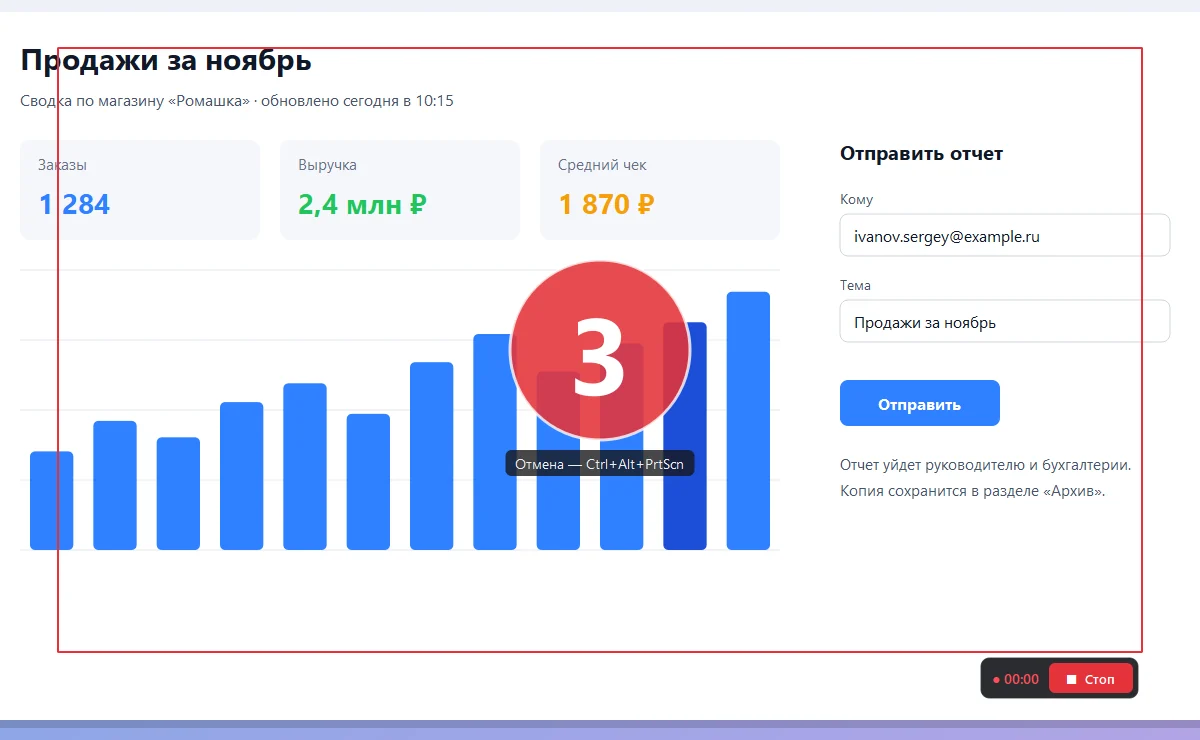 Продажи за ноябрь
Сводка по магазину «Ромашка» · обновлено сегодня в 10:15
Заказы
1 284
Выручка
2,4 млн ₽
Средний чек
1 870 ₽
Отправить отчет
Кому
ivanov.sergey@example.ru
Тема
Продажи за ноябрь
Отправить
Отчет уйдет руководителю и бухгалтерии.
Копия сохранится в разделе «Архив».
3
Отмена — Ctrl+Alt+PrtScn
00:00
Стоп